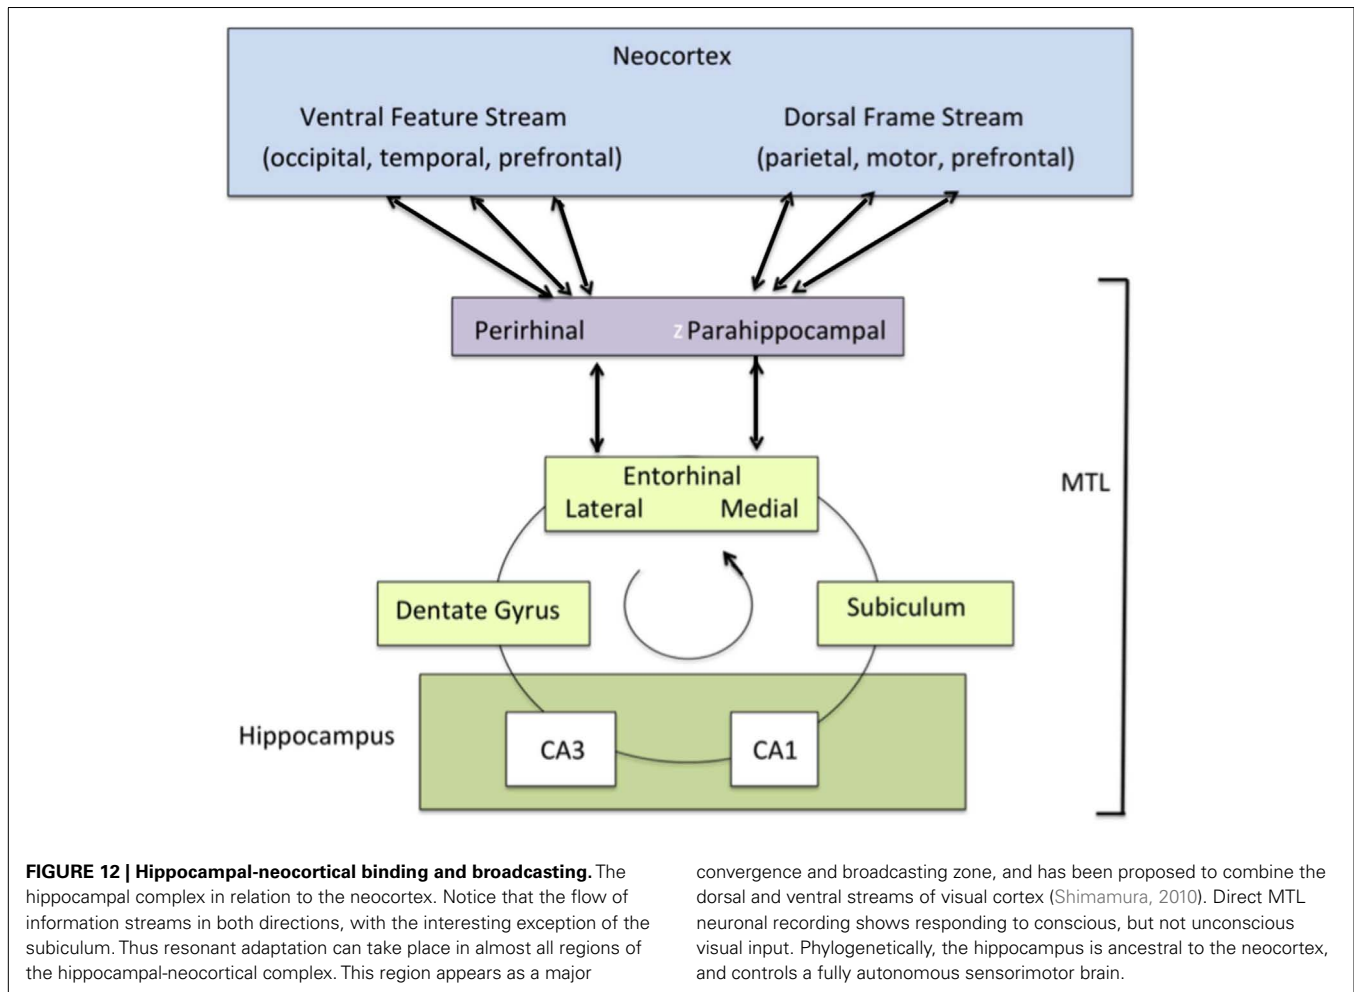 Neocortex
Ventral Feature Stream
(occipital, temporal, prefrontal)
Dorsal Frame Stream
(parietal, motor, prefrontal)
Perirhinal
z Parahippocampal
MTL
Entorhinal
Lateral Medial
Dentate Gyrus
Subiculum
Hippocampus
CA3
CA1
FIGURE 12 | Hippocampal-neocortical binding and broadcasting. The
hippocampal complex in relation to the neocortex. Notice that the flow of
information streams in both directions, with the interesting exception of the
subiculum. Thus resonant adaptation can take place in almost all regions of
the hippocampal-neocortical complex. This region appears as a major
convergence and broadcasting zone, and has been proposed to combine the
dorsal and ventral streams of visual cortex (Shimamura, 2010). Direct MTL
neuronal recording shows responding to conscious, but not unconscious
visual input. Phylogenetically, the hippocampus is ancestral to the neocortex,
and controls a fully autonomous sensorimotor brain.